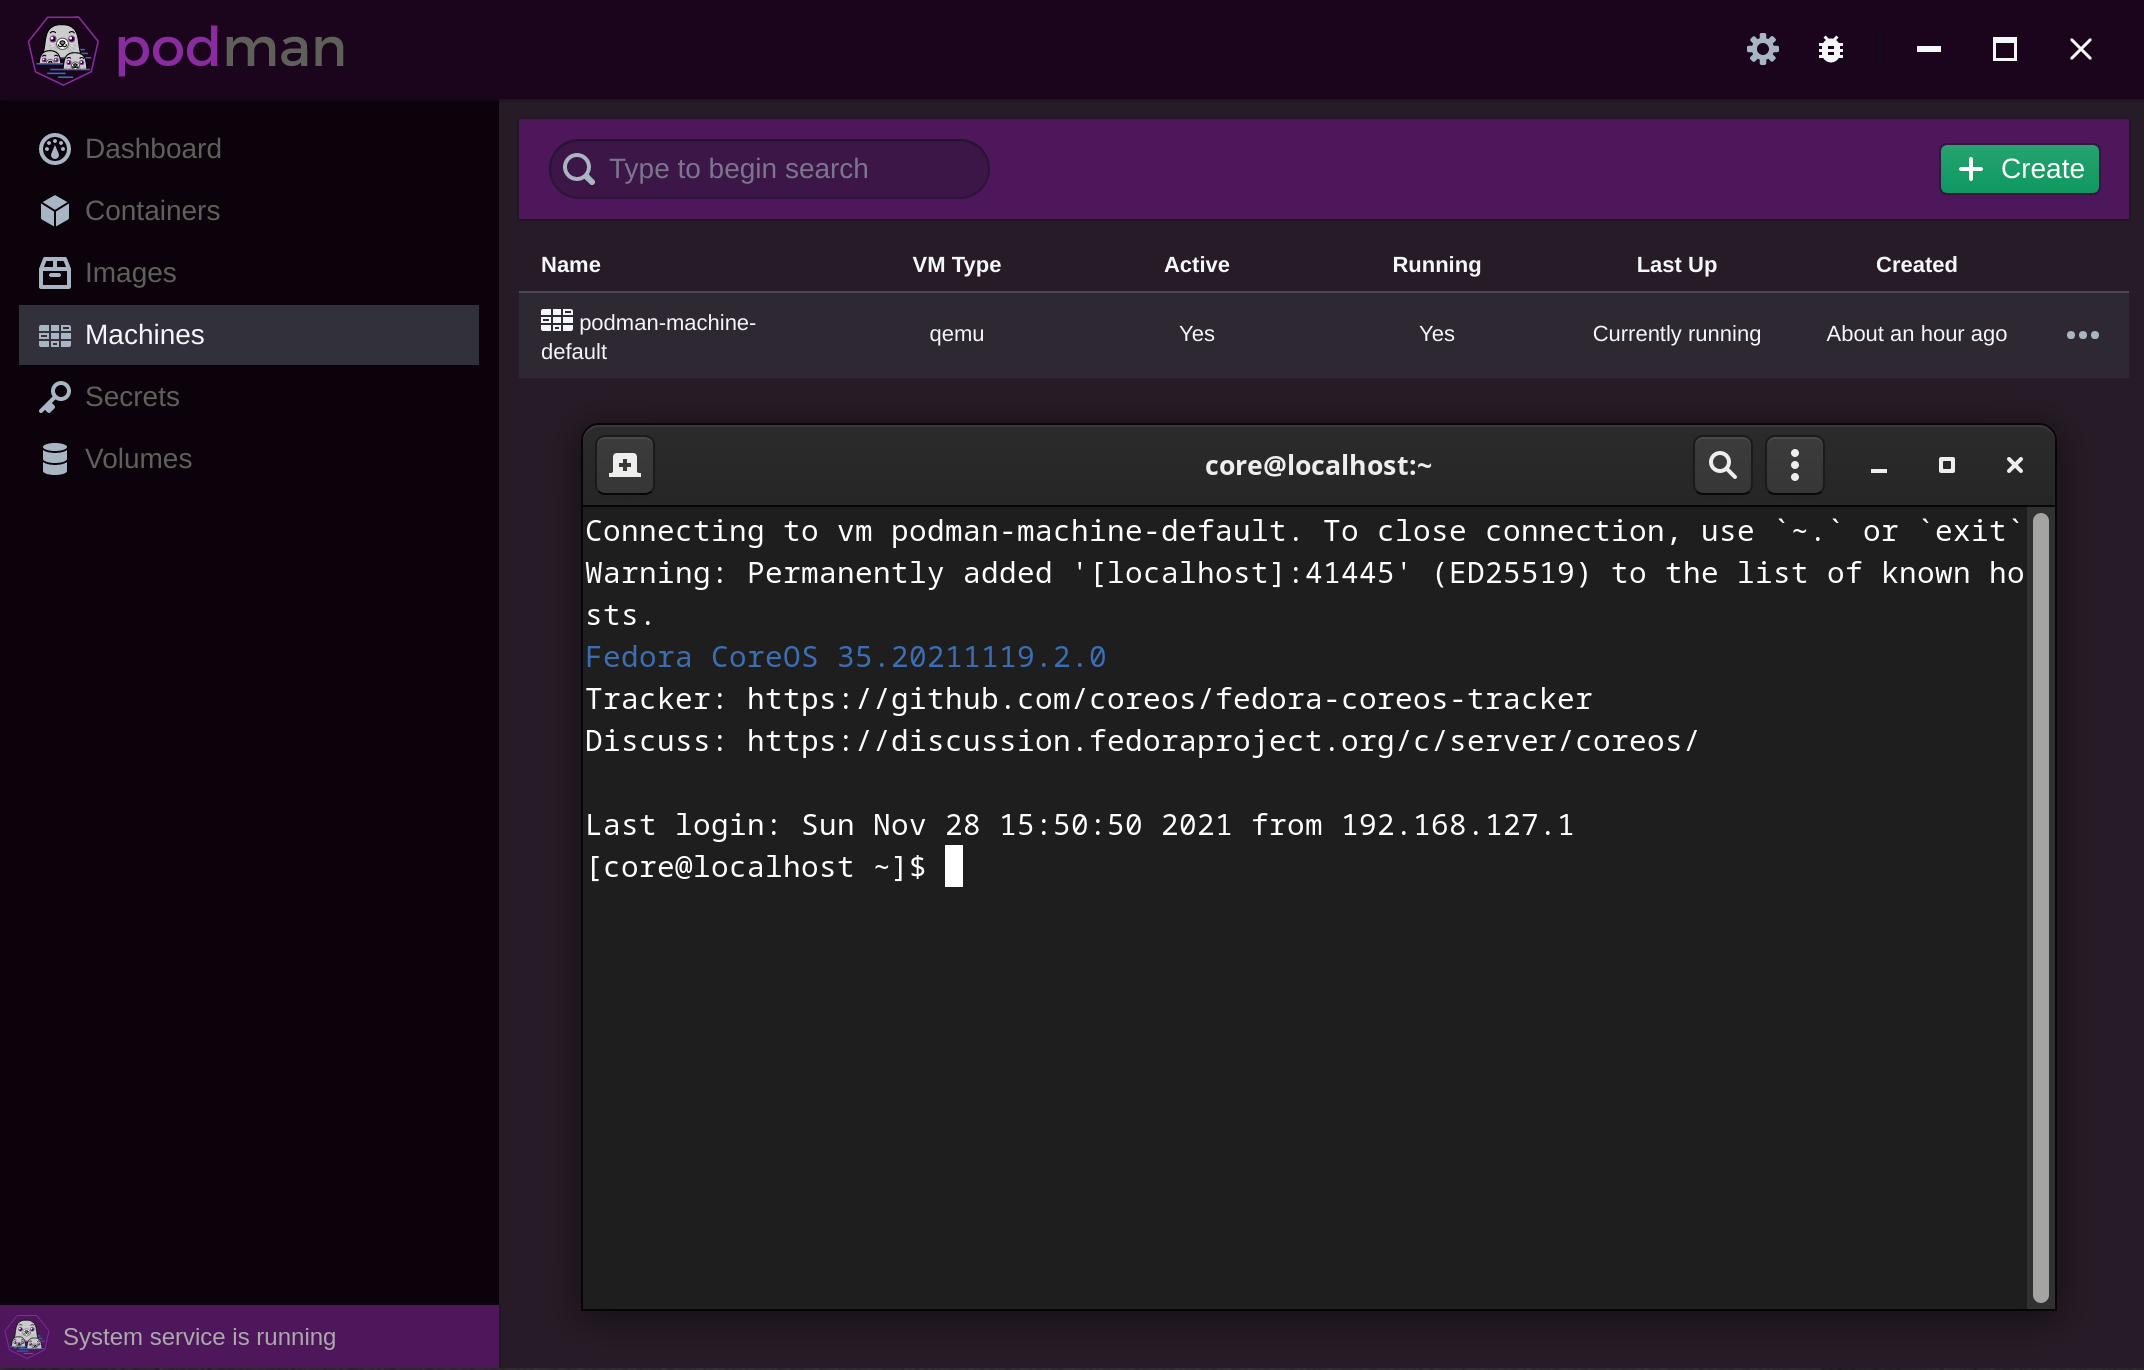 podman
Dashboard
Containers
Images
Machines
Secrets
Volumes
Type to begin search
Create
Name VM Type Active Running Last Up Created
podman-machine-
default
qemu Yes Yes Currently running About an hour ago
core@localhost:~
Connecting to vm podman-machine-default. To close connection, use `~.` or `exit`
Warning: Permanently added '[localhost]:41445' (ED25519) to the list of known ho
sts.
Fedora CoreOS 35.20211119.2.0
Tracker: https://github.com/coreos/fedora-coreos-tracker
Discuss: https://discussion.fedoraproject.org/c/server/coreos/
Last login: Sun Nov 28 15:50:50 2021 from 192.168.127.1
[core@localhost ~]$
System service is running